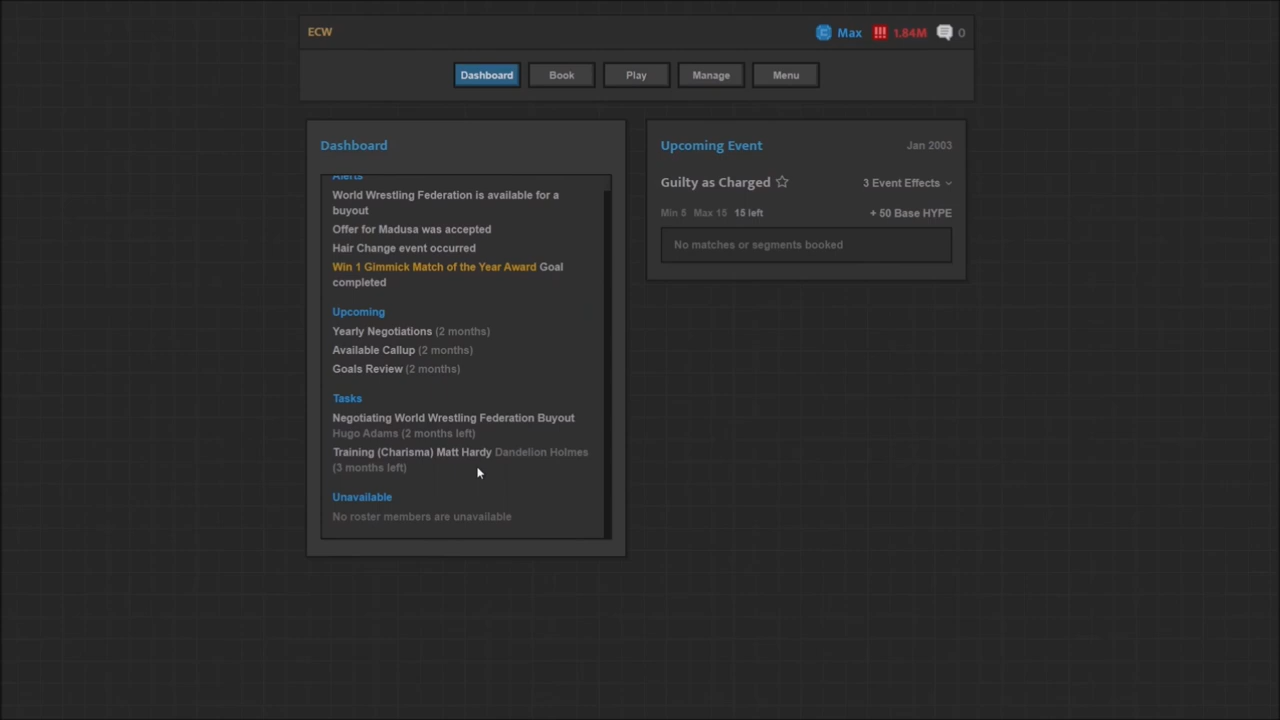 ECW
Max 1.84M 0
Dashboard Book Play Manage Menu
Dashboard
Alerts
World Wrestling Federation is available for a
buyout
Offer for Madusa was accepted
Hair Change event occurred
Win 1 Gimmick Match of the Year Award Goal
completed
Upcoming
Yearly Negotiations (2 months)
Available Callup (2 months)
Goals Review (2 months)
Tasks
Negotiating World Wrestling Federation Buyout
Hugo Adams (2 months left)
Training (Charisma) Matt Hardy Dandelion Holmes
(3 months left)
Unavailable
No roster members are unavailable
Upcoming Event Jan 2003
Guilty as Charged 3 Event Effects
Min 5 Max 15 15 left + 50 Base HYPE
No matches or segments booked